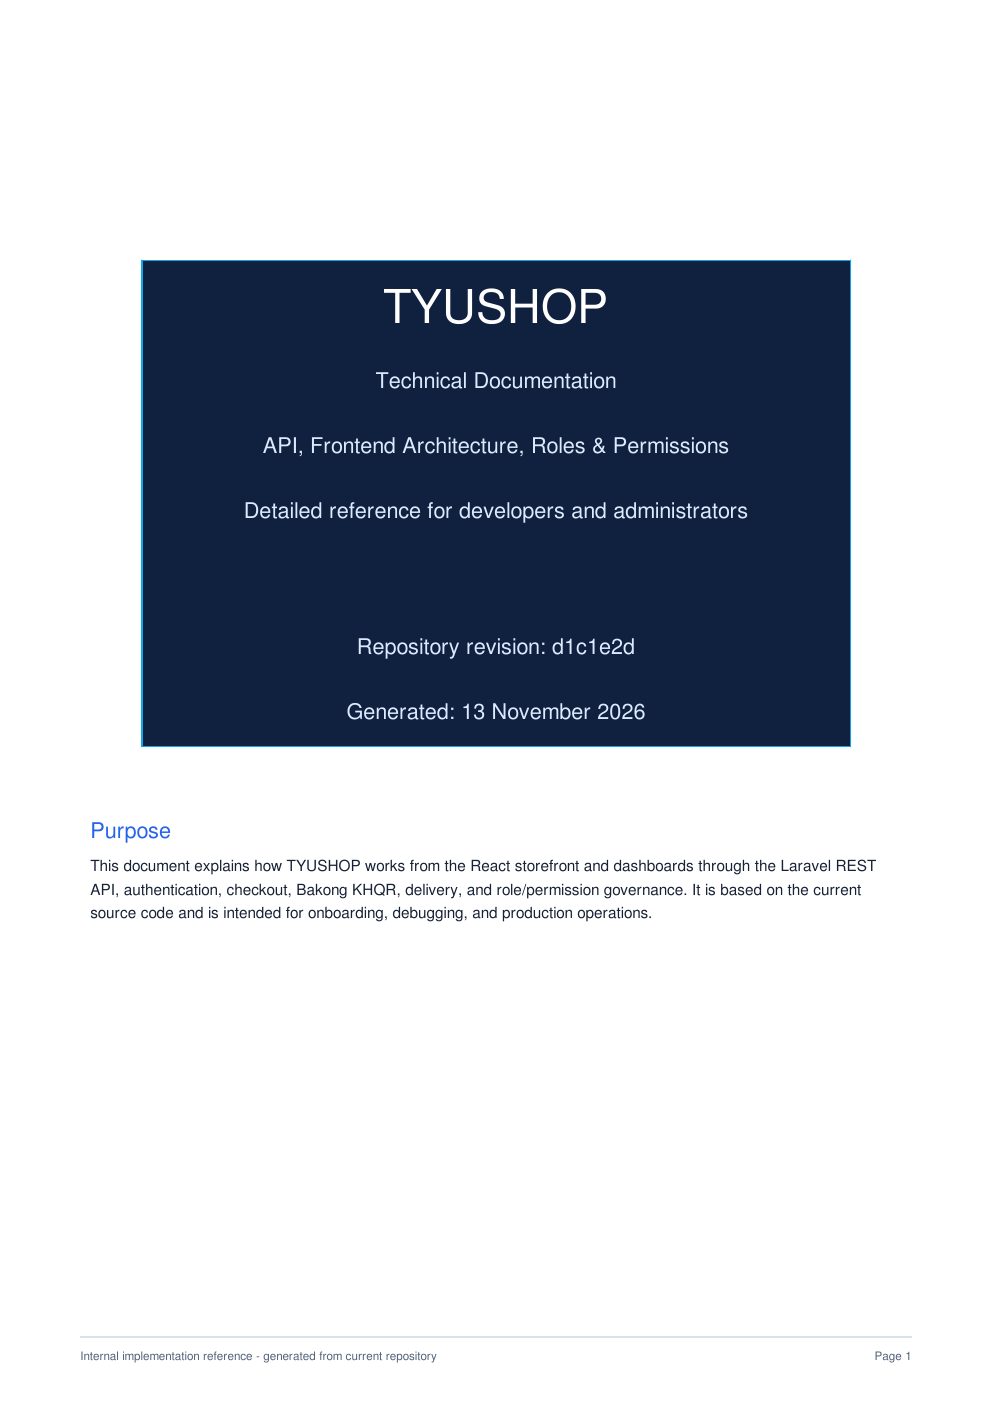 TYUSHOP
Technical Documentation
API, Frontend Architecture, Roles & Permissions
Detailed reference for developers and administrators
Repository revision: d1c1e2d
Generated: 13 November 2026
Purpose
This document explains how TYUSHOP works from the React storefront and dashboards through the Laravel REST
API, authentication, checkout, Bakong KHQR, delivery, and role/permission governance. It is based on the current
source code and is intended for onboarding, debugging, and production operations.
Internal implementation reference - generated from current repository
Page 1